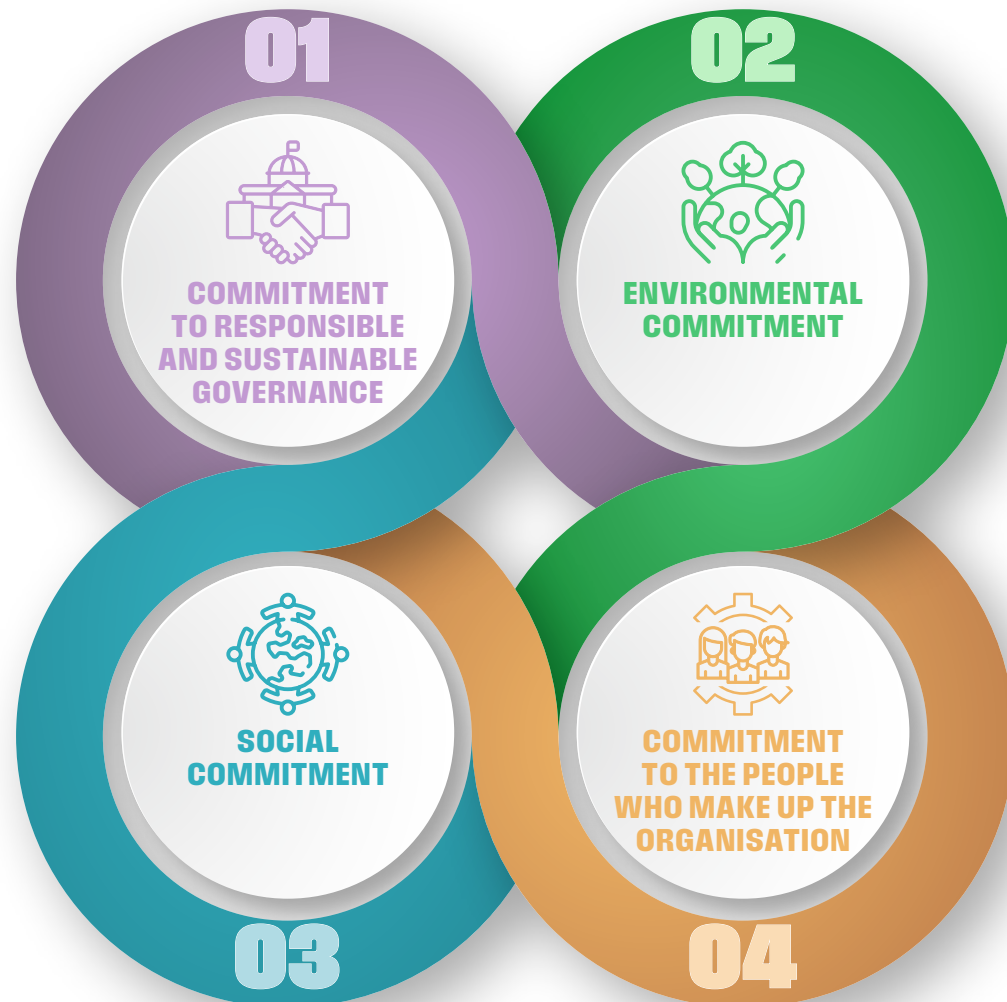 01
COMMITMENT
TO RESPONSIBLE
AND SUSTAINABLE
GOVERNANCE
02
ENVIRONMENTAL
COMMITMENT
SOCIAL
COMMITMENT
03
COMMITMENT
TO THE PEOPLE
WHO MAKE UP THE
ORGANISATION
04